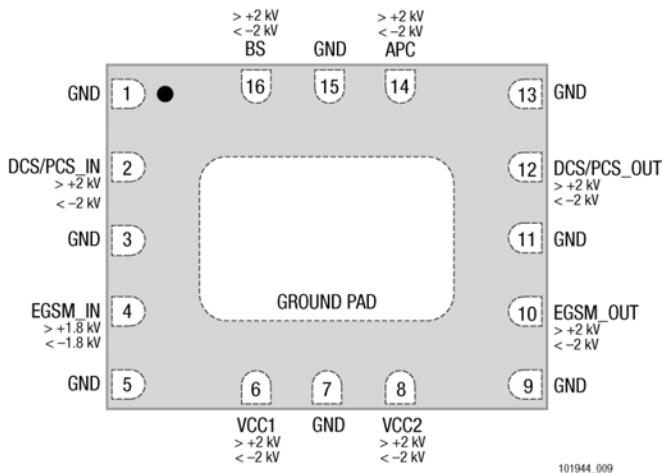 > +2 kV
< −2 kV
BS
GND
> +2 kV
< −2 kV
APC
16
15
14
GND
1
13
GND
DCS/PCS_IN
> +2 kV
< −2 kV
2
12
DCS/PCS_OUT
> +2 kV
< −2 kV
GND
3
11
GND
EGSM_IN
> +1.8 kV
< −1.8 kV
4
GROUND PAD
10
EGSM_OUT
> +2 kV
< −2 kV
GND
5
9
GND
6
7
8
VCC1
> +2 kV
< −2 kV
GND
VCC2
> +2 kV
< −2 kV
101944_009